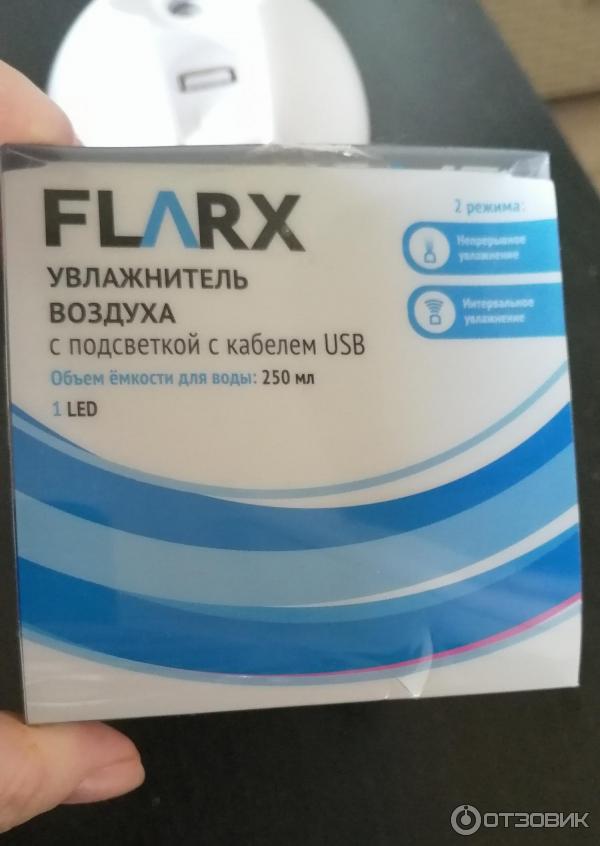 FLARX
УВЛАЖНИТЕЛЬ
ВОЗДУХА
с подсветкой с кабелем USB
Объем ёмкости для воды: 250 мл
1 LED
2 режима:
Непрерывное
увлажнение
Интервальное
увлажнение
ОТЗОВИК